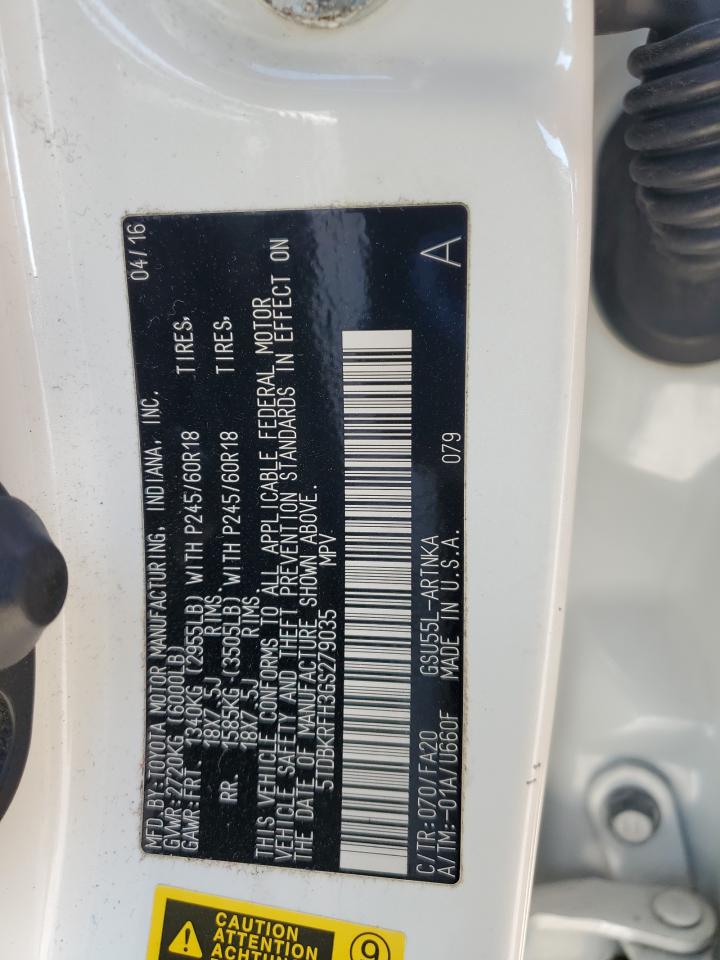 MFD.BY:TOYOTA MOTOR MANUFACTURING, INDIANA, INC. 04/16
GVWR:2720KG (6000LB)
GAWR:FRT. 1340KG (2955LB) WITH P245/60R18 TIRES,
18X7.5J RIMS,
RR. 1585KG (3505LB) WITH P245/60R18 TIRES,
18X7.5J RIMS.
THIS VEHICLE CONFORMS TO ALL APPLICABLE FEDERAL MOTOR
VEHICLE SAFETY AND THEFT PREVENTION STANDARDS IN EFFECT ON
THE DATE OF MANUFACTURE SHOWN ABOVE.
5TDBKRFH3GS279035 MPV
C/TR:070/FA20 GSU55L-ARTNKA 079 A
A/TM:-01A/U660F MADE IN U.S.A.
CAUTION
ATTENTION
ACHTUNG
9